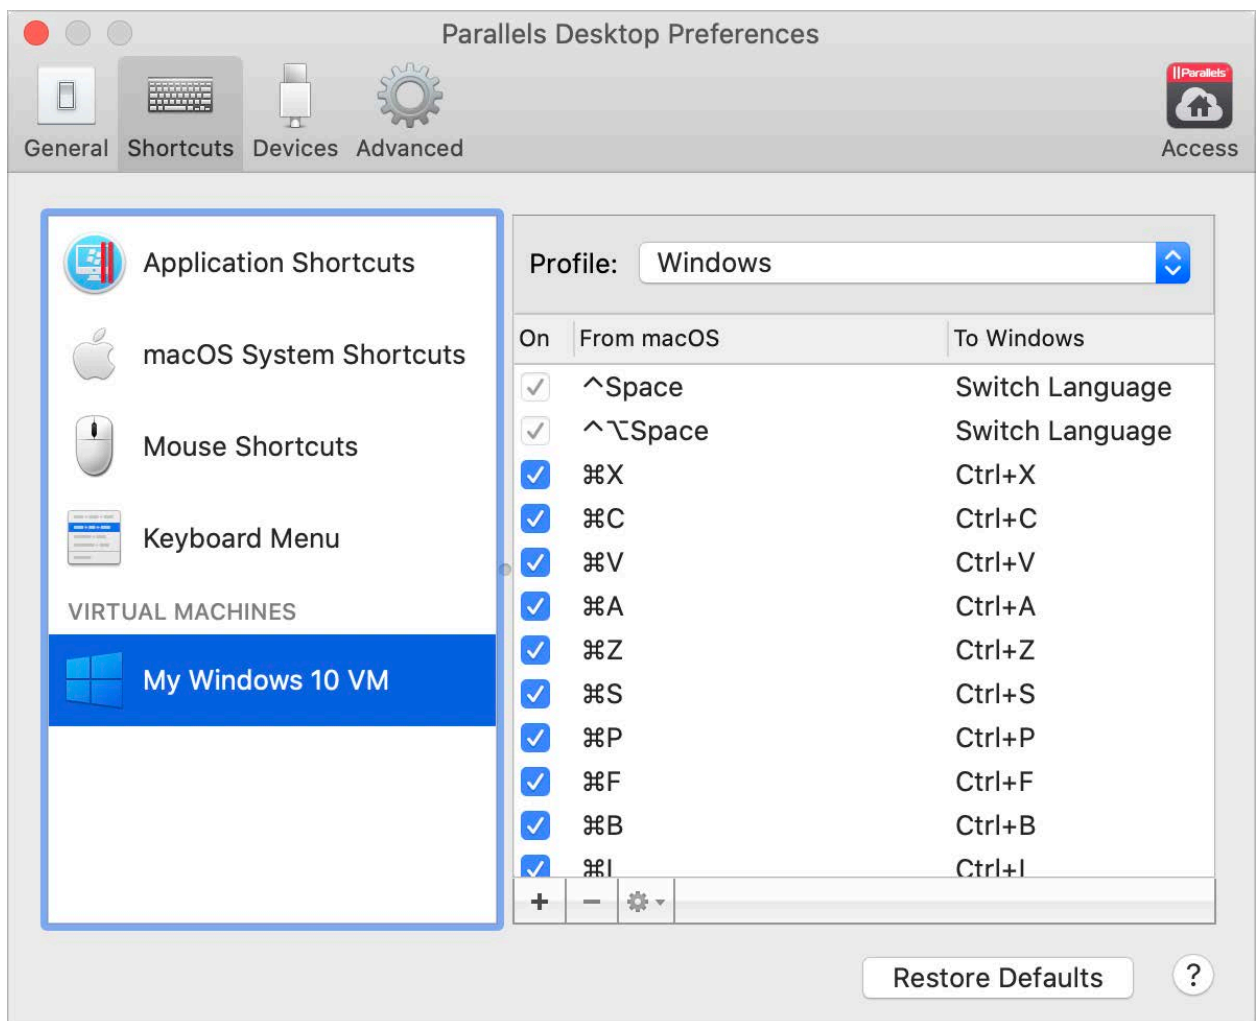 Parallels Desktop Preferences
|| Parallels
General Shortcuts Devices Advanced Access
Application Shortcuts
macOS System Shortcuts
Mouse Shortcuts
Keyboard Menu
VIRTUAL MACHINES
My Windows 10 VM
Profile: Windows
On From macOS To Windows
^Space Switch Language
^⌥Space Switch Language
⌘X Ctrl+X
⌘C Ctrl+C
⌘V Ctrl+V
⌘A Ctrl+A
⌘Z Ctrl+Z
⌘S Ctrl+S
⌘P Ctrl+P
⌘F Ctrl+F
⌘B Ctrl+B
⌘I Ctrl+I
+ −
Restore Defaults ?